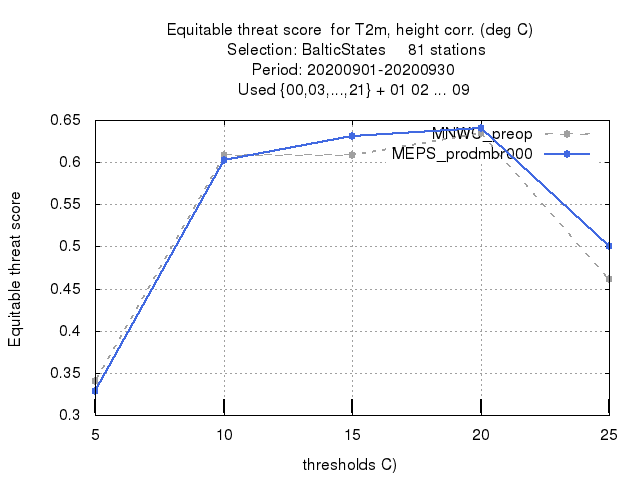 Equitable threat score  for T2m, height corr. (deg C)
Selection: BalticStates     81 stations
Period: 20200901-20200930
Used {00,03,...,21} + 01 02 ... 09
0.65
0.6
0.55
0.5
0.45
0.4
0.35
0.3
Equitable threat score
MNWC_preop
MEPS_prodmbr000
5 10 15 20 25
thresholds C)